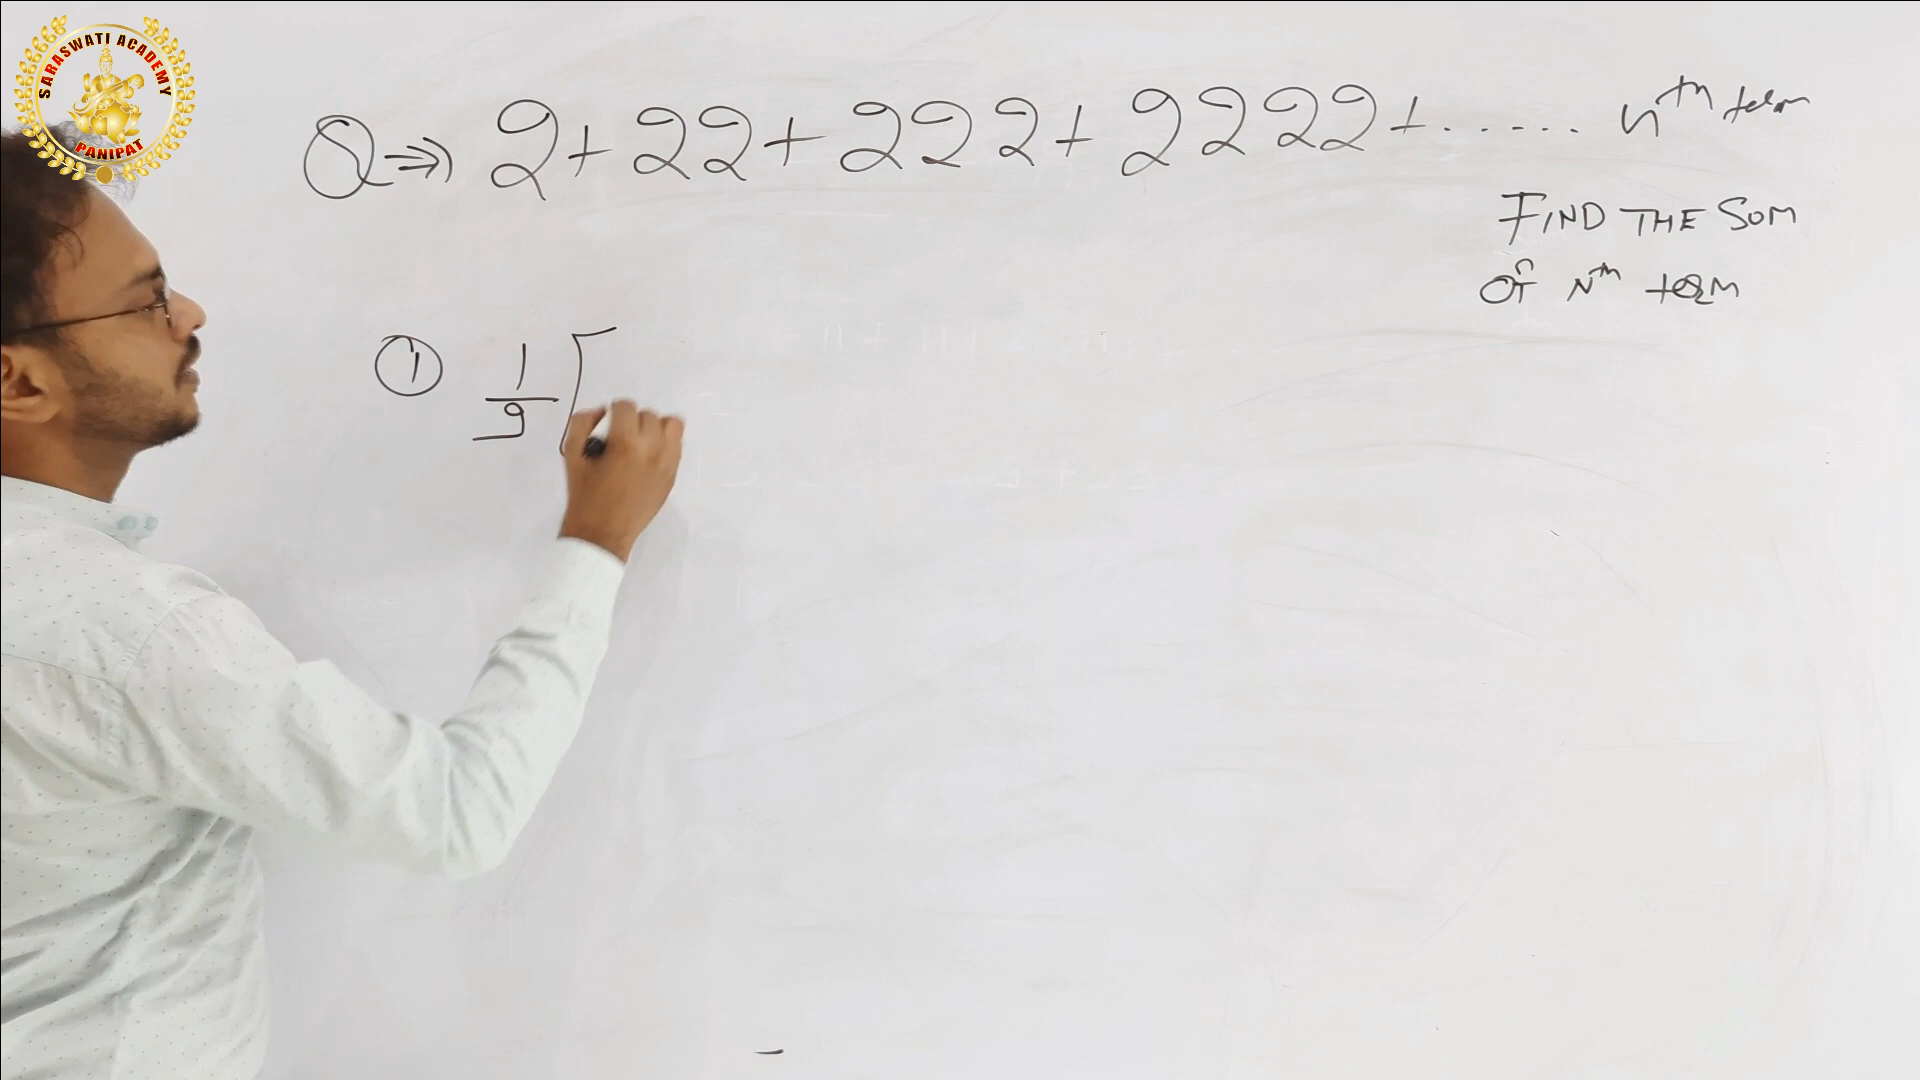 SARASWATI ACADEMY
PANIPAT
Q ⇒ 2 + 22 + 222 + 2222 + ...... nth term
FIND THE SUM
OF Nth term
① 1/9 [